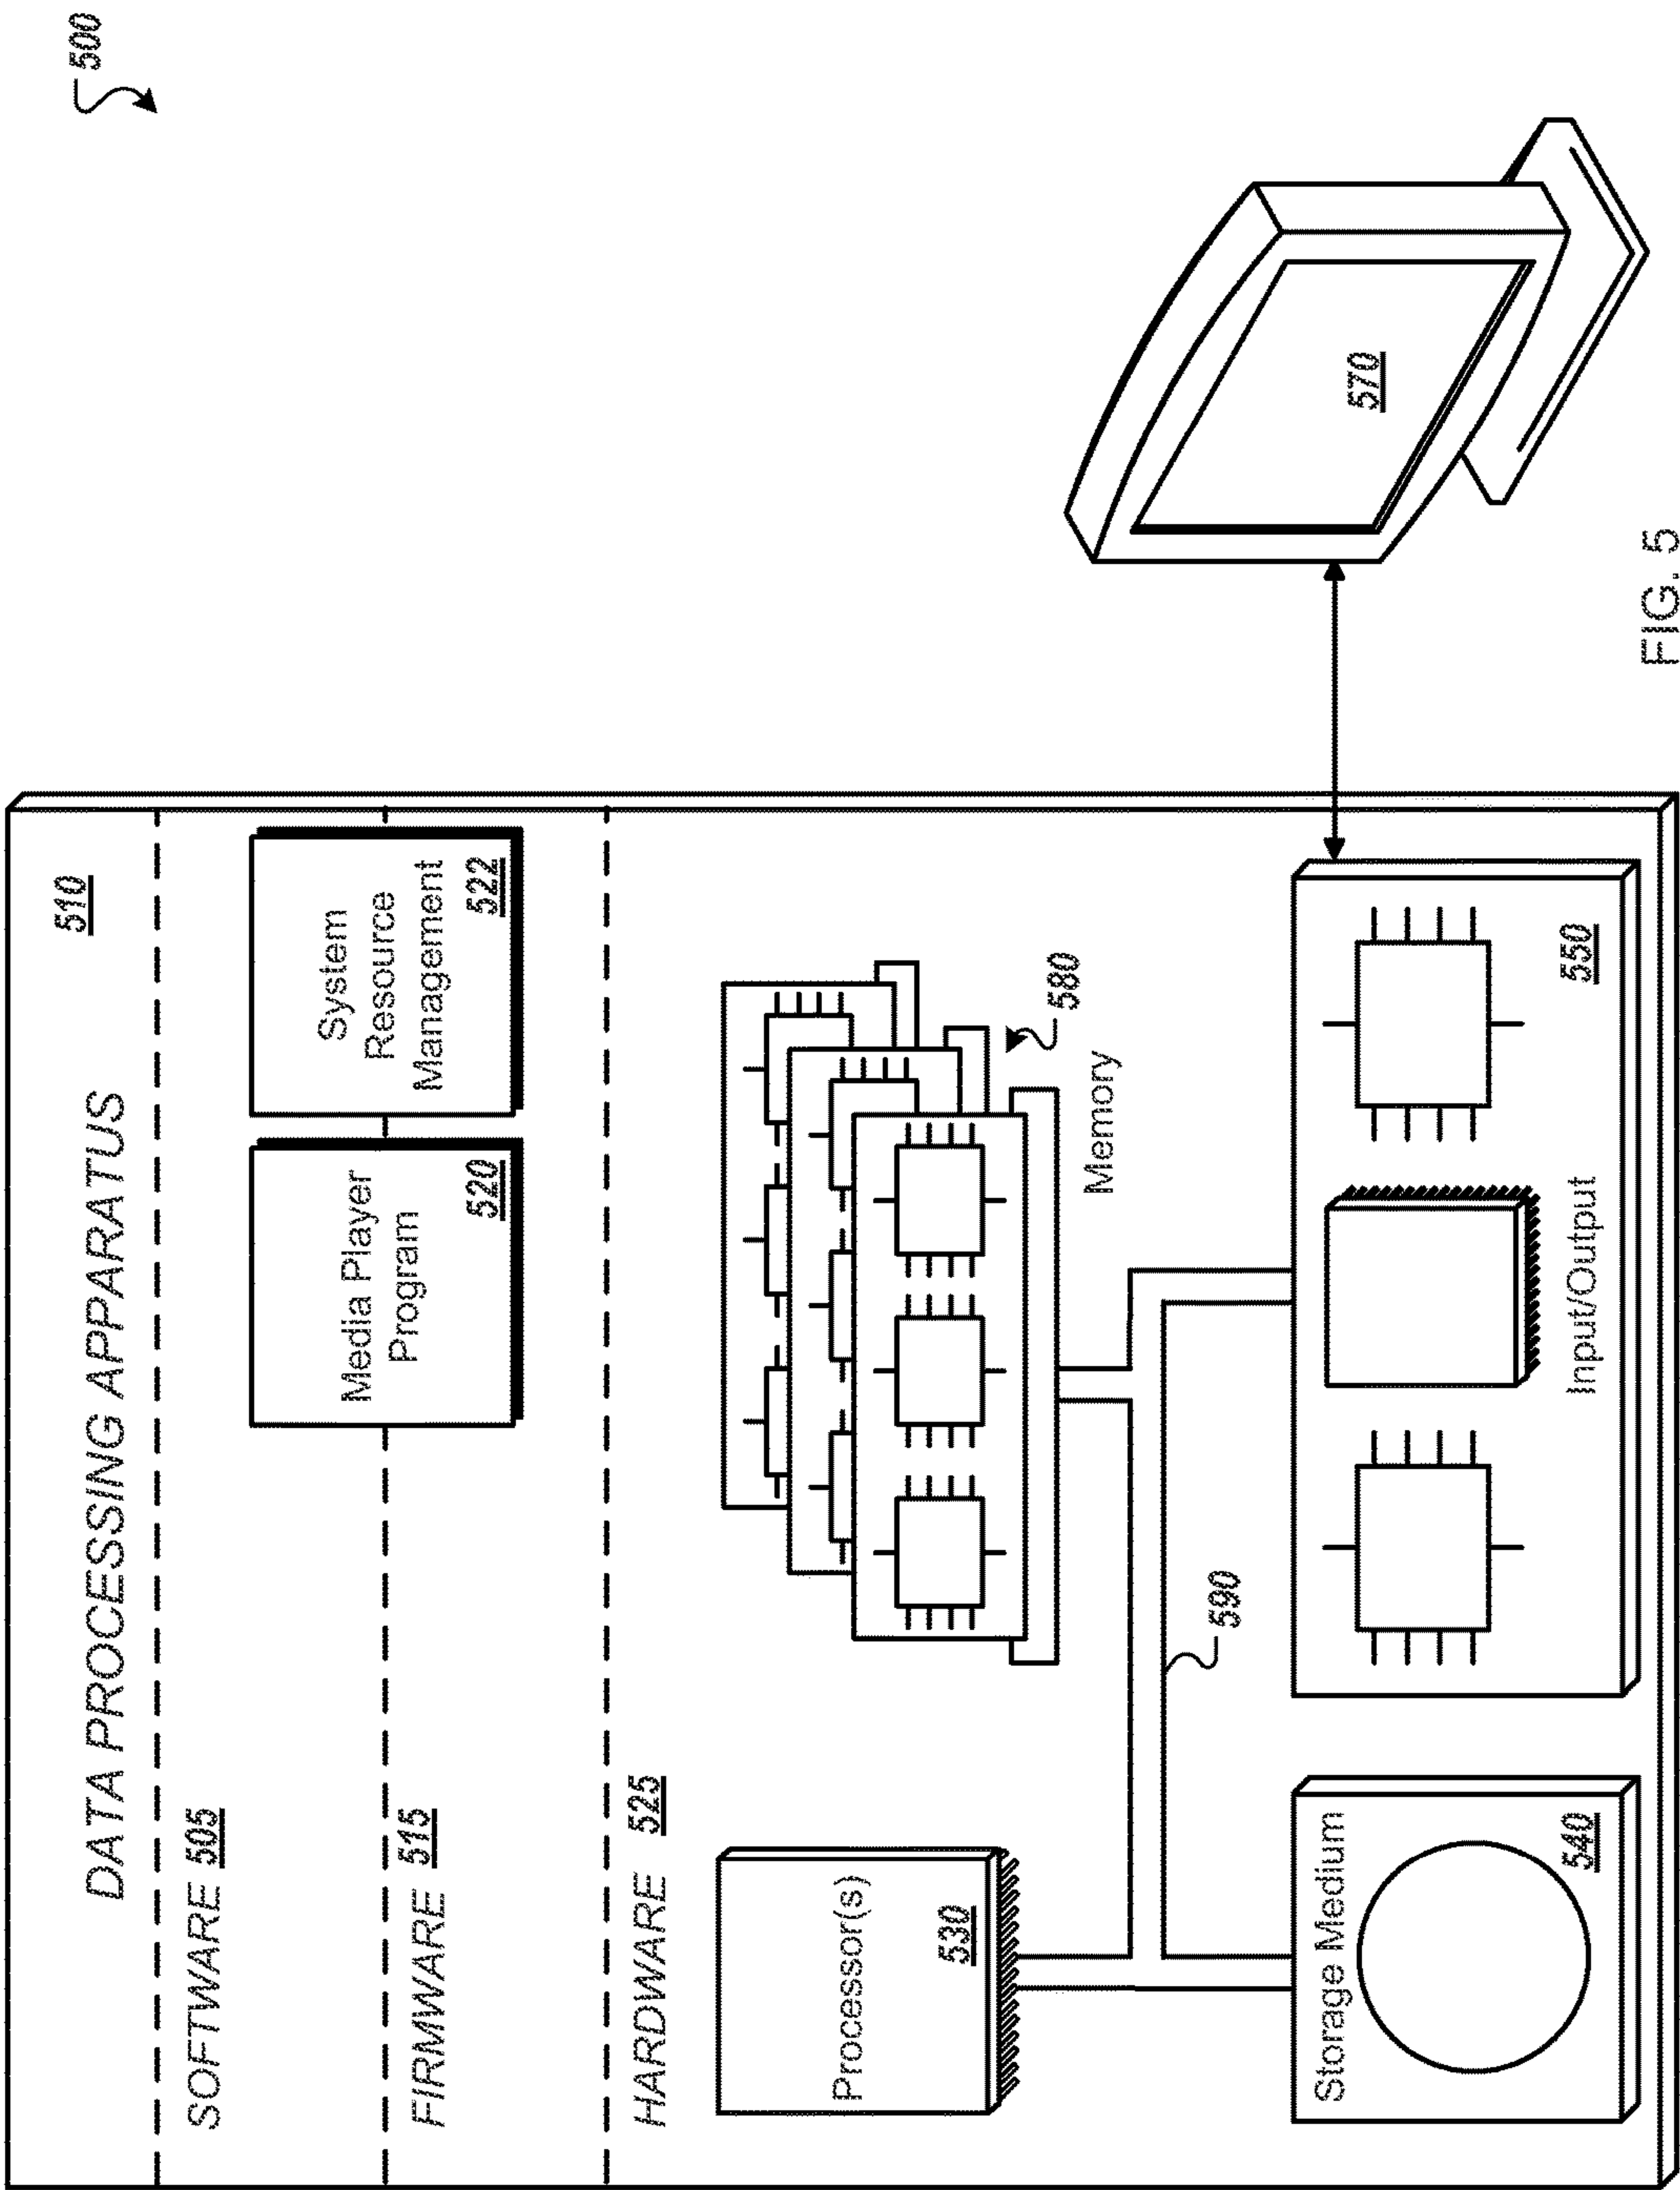 500
DATA PROCESSING APPARATUS
510
SOFTWARE 505
Media Player
Program
520
System
Resource
Management
522
FIRMWARE 515
HARDWARE 525
Processor(s)
530
580
Memory
590
Storage Medium
540
Input/Output
550
570
FIG. 5